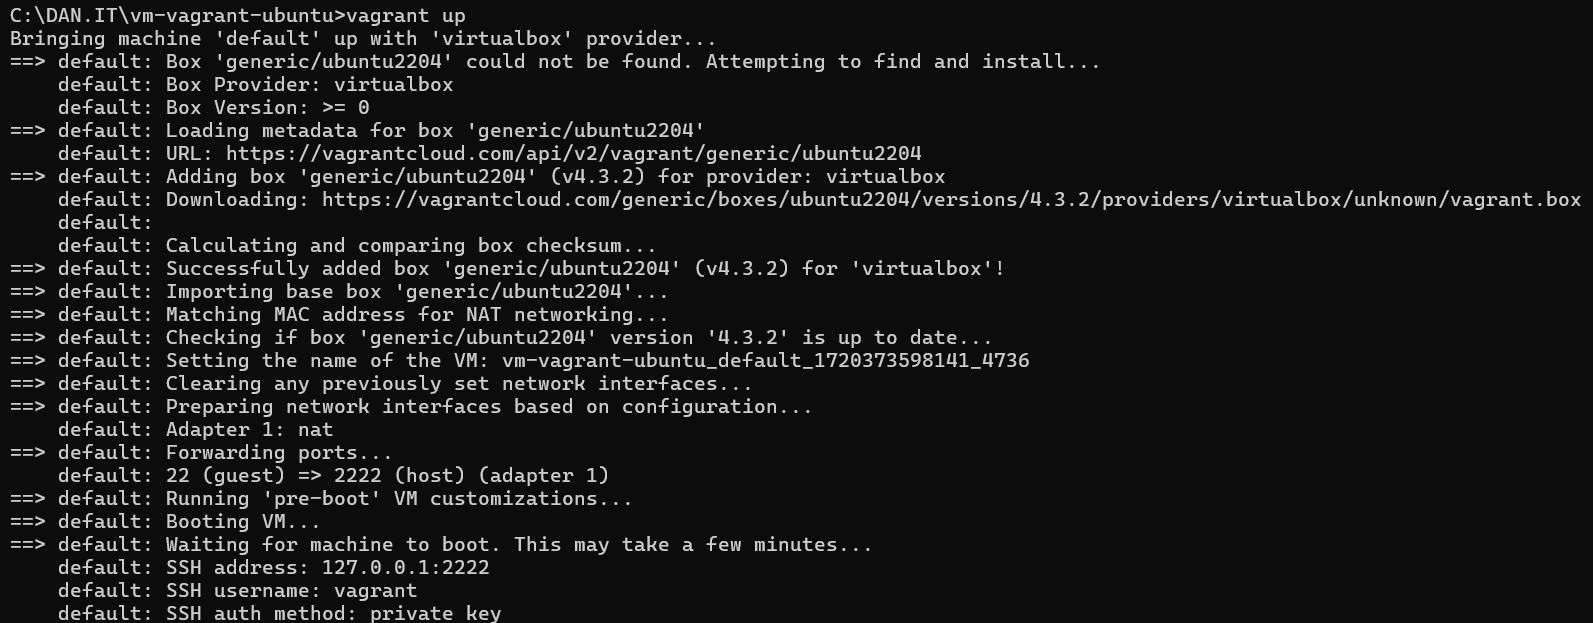 C:\DAN.IT\vm-vagrant-ubuntu>vagrant up
Bringing machine 'default' up with 'virtualbox' provider...
==> default: Box 'generic/ubuntu2204' could not be found. Attempting to find and install...
    default: Box Provider: virtualbox
    default: Box Version: >= 0
==> default: Loading metadata for box 'generic/ubuntu2204'
    default: URL: https://vagrantcloud.com/api/v2/vagrant/generic/ubuntu2204
==> default: Adding box 'generic/ubuntu2204' (v4.3.2) for provider: virtualbox
    default: Downloading: https://vagrantcloud.com/generic/boxes/ubuntu2204/versions/4.3.2/providers/virtualbox/unknown/vagrant.box
    default:
    default: Calculating and comparing box checksum...
==> default: Successfully added box 'generic/ubuntu2204' (v4.3.2) for 'virtualbox'!
==> default: Importing base box 'generic/ubuntu2204'...
==> default: Matching MAC address for NAT networking...
==> default: Checking if box 'generic/ubuntu2204' version '4.3.2' is up to date...
==> default: Setting the name of the VM: vm-vagrant-ubuntu_default_1720373598141_4736
==> default: Clearing any previously set network interfaces...
==> default: Preparing network interfaces based on configuration...
    default: Adapter 1: nat
==> default: Forwarding ports...
    default: 22 (guest) => 2222 (host) (adapter 1)
==> default: Running 'pre-boot' VM customizations...
==> default: Booting VM...
==> default: Waiting for machine to boot. This may take a few minutes...
    default: SSH address: 127.0.0.1:2222
    default: SSH username: vagrant
    default: SSH auth method: private key